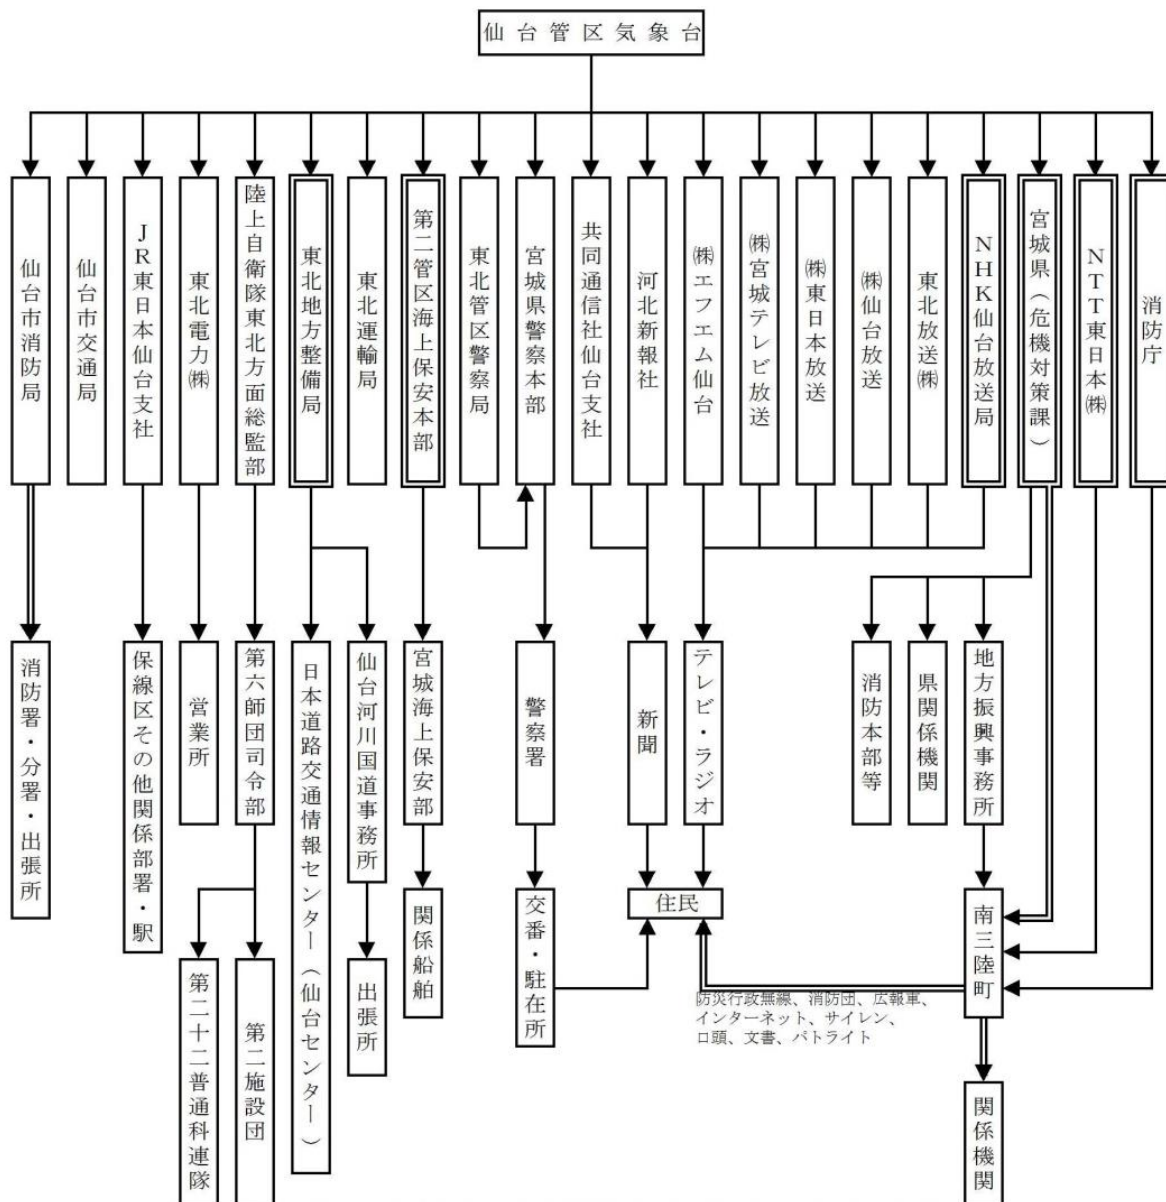 仙台管区気象台
仙台市消防局
仙台市交通局
JR東日本仙台支社
東北電力㈱
陸上自衛隊東北方面総監部
東北地方整備局
東北運輸局
第二管区海上保安本部
東北管区警察局
宮城県警察本部
共同通信社仙台支社
河北新報社
㈱エフエム仙台
㈱宮城テレビ放送
㈱東日本放送
㈱仙台放送
東北放送㈱
NHK仙台放送局
宮城県（危機対策課）
NTT東日本㈱
消防庁
消防署・分署・出張所
保線区その他関係部署・駅
営業所
第六師団司令部
日本道路交通情報センター（仙台センター）
仙台河川国道事務所
宮城海上保安部
警察署
新聞
テレビ・ラジオ
消防本部等
県関係機関
地方振興事務所
第二十二普通科連隊
第二施設団
出張所
関係船舶
交番・駐在所
住民
南三陸町
防災行政無線、消防団、広報車、
インターネット、サイレン、
口頭、文書、パトライト
関係機関